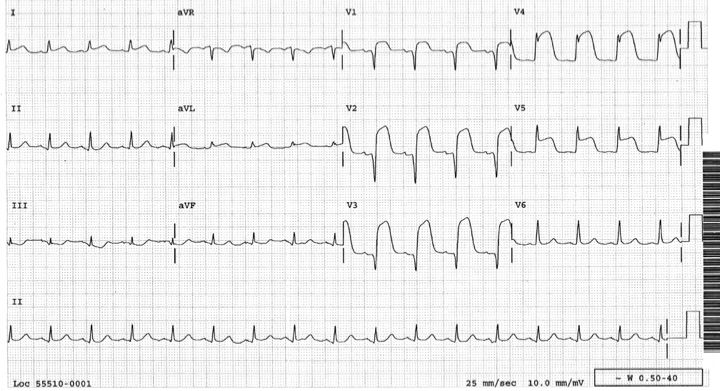 I aVR V1 V4
II aVL V2 V5
III aVF V3 V6
II
Loc 55510-0001 25 mm/sec 10.0 mm/mV ~ W 0.50-40